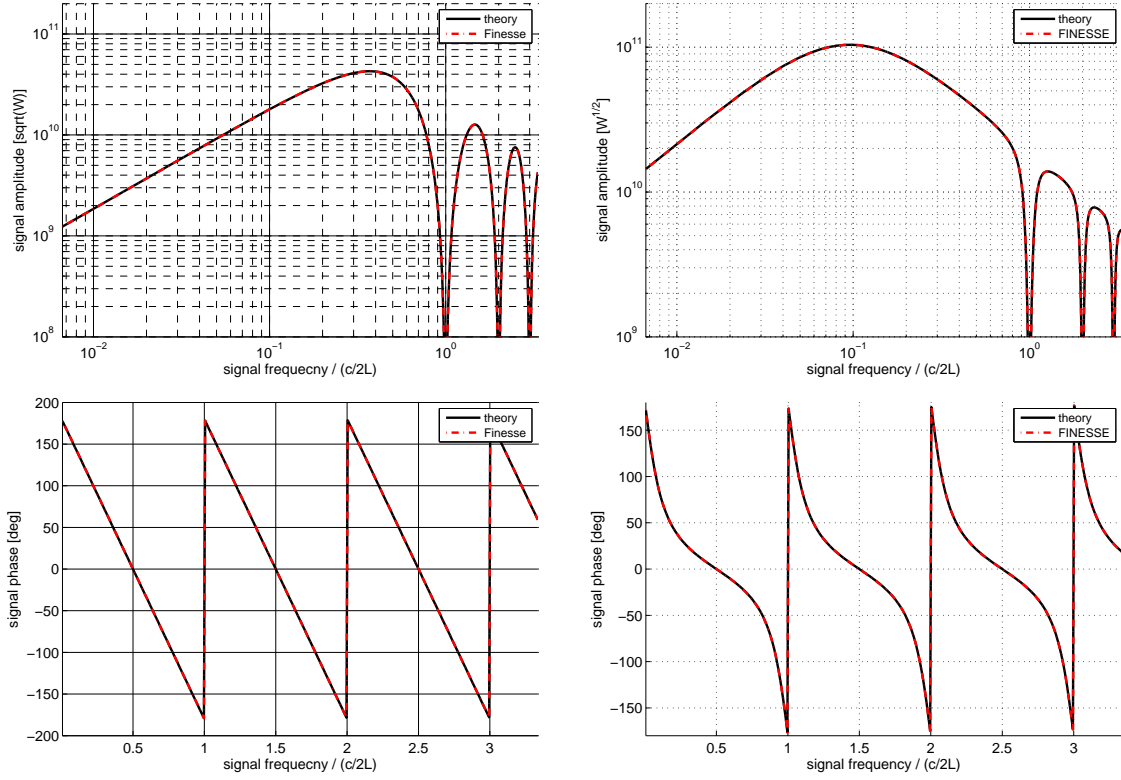 10^11
10^10
10^9
10^8
signal amplitude [sqrt(W)]
theory
Finesse
10^-2
10^-1
10^0
signal frequecny / (c/2L)
10^11
10^10
10^9
signal amplitude [W^1/2]
theory
FINESSE
10^-2
10^-1
10^0
signal frequency / (c/2L)
200
150
100
50
0
−50
−100
−150
−200
signal phase [deg]
theory
Finesse
0.5 1 1.5 2 2.5 3
signal frequecny / (c/2L)
150
100
50
0
−50
−100
−150
signal phase [deg]
theory
FINESSE
0.5 1 1.5 2 2.5 3
signal frequency / (c/2L)